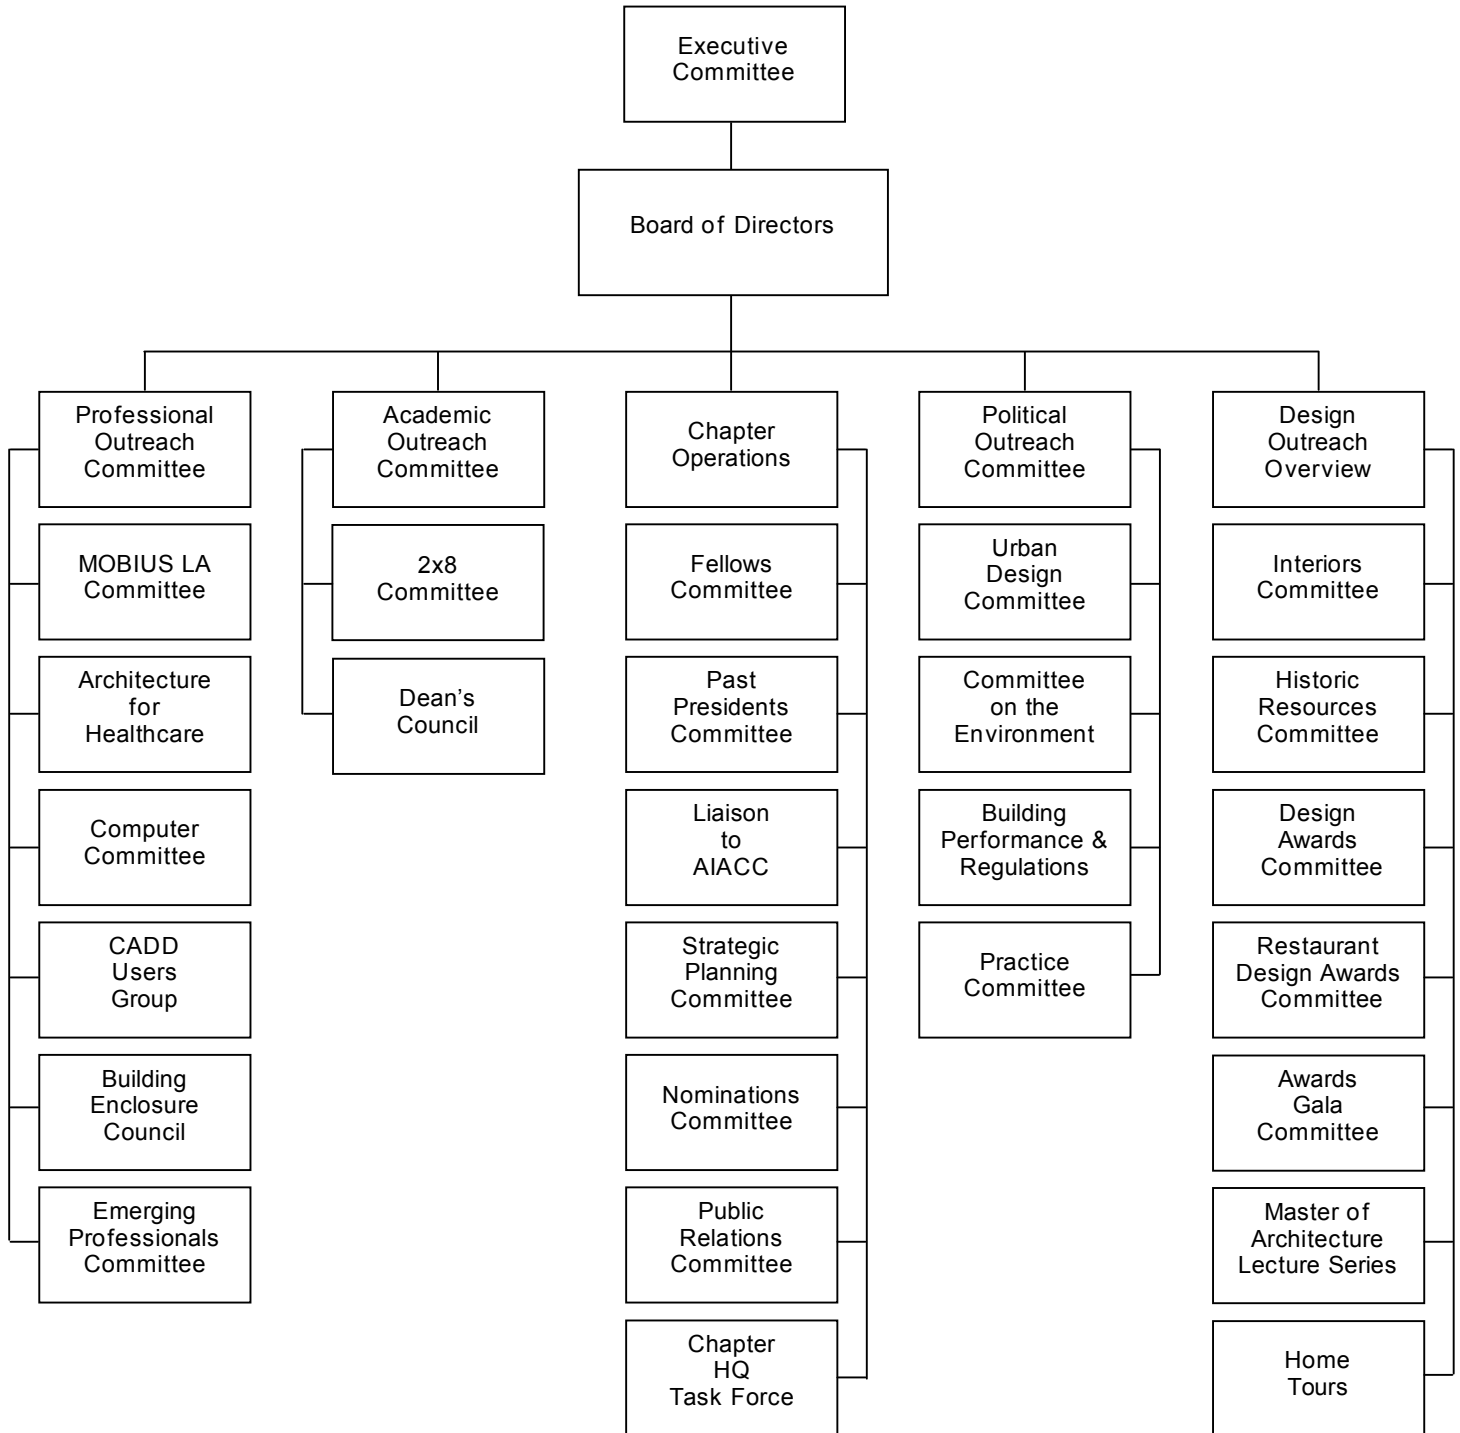 Executive
Committee
Board of Directors
Professional
Outreach
Committee
MOBIUS LA
Committee
Architecture
for
Healthcare
Computer
Committee
CADD
Users
Group
Building
Enclosure
Council
Emerging
Professionals
Committee
Academic
Outreach
Committee
2x8
Committee
Dean’s
Council
Chapter
Operations
Fellows
Committee
Past
Presidents
Committee
Liaison
to
AIACC
Strategic
Planning
Committee
Nominations
Committee
Public
Relations
Committee
Chapter
HQ
Task Force
Political
Outreach
Committee
Urban
Design
Committee
Committee
on the
Environment
Building
Performance &
Regulations
Practice
Committee
Design
Outreach
Overview
Interiors
Committee
Historic
Resources
Committee
Design
Awards
Committee
Restaurant
Design Awards
Committee
Awards
Gala
Committee
Master of
Architecture
Lecture Series
Home
Tours